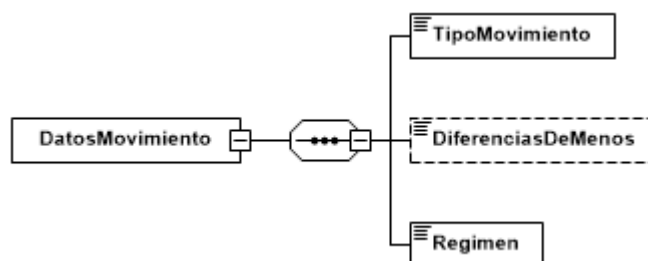 TipoMovimiento
DatosMovimiento
DiferenciasDeMenos
Regimen